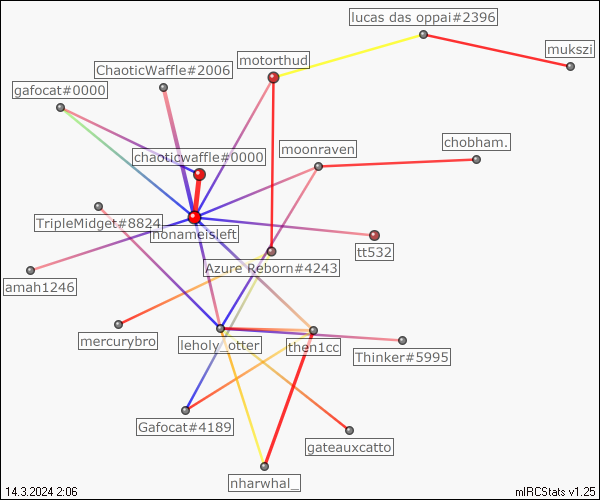 lucas das oppai#2396
mukszi
motorthud
ChaoticWaffle#2006
gafocat#0000
chobham.
moonraven
chaoticwaffle#0000
TripleMidget#8824
nonameisleft
tt532
Azure Reborn#4243
amah1246
mercurybro
leholy_otter
then1cc
Thinker#5995
Gafocat#4189
gateauxcatto
nharwhal_
14.3.2024 2:06
mIRCStats v1.25